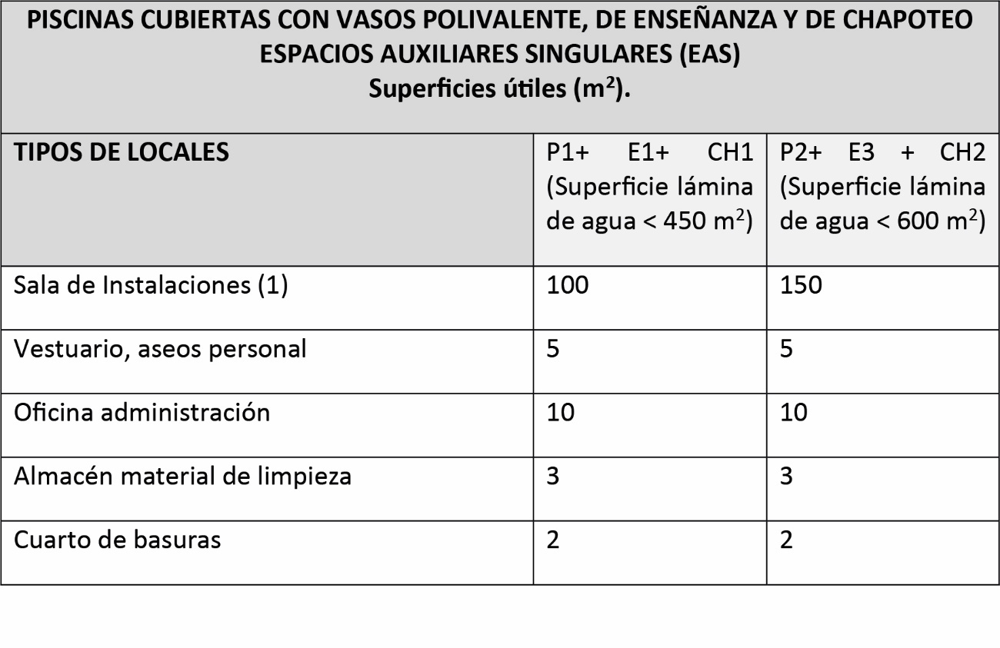 PISCINAS CUBIERTAS CON VASOS POLIVALENTE, DE ENSEÑANZA Y DE CHAPOTEO
ESPACIOS AUXILIARES SINGULARES (EAS)
Superficies útiles (m²).
TIPOS DE LOCALES
P1+ E1+ CH1
(Superficie lámina
de agua < 450 m²)
P2+ E3 + CH2
(Superficie lámina
de agua < 600 m²)
Sala de Instalaciones (1)
100
150
Vestuario, aseos personal
5
5
Oficina administración
10
10
Almacén material de limpieza
3
3
Cuarto de basuras
2
2